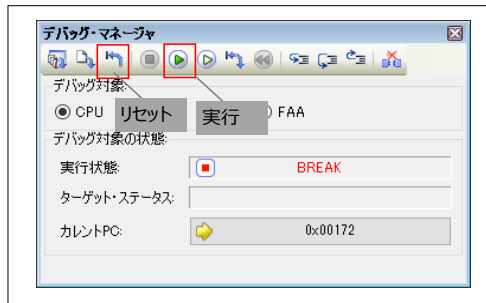 デバッグ・マネージャ
デバッグ対象:
CPU リセット 実行 FAA
デバッグ対象の状態:
実行状態: BREAK
ターゲット・ステータス:
カレントPC: 0x00172